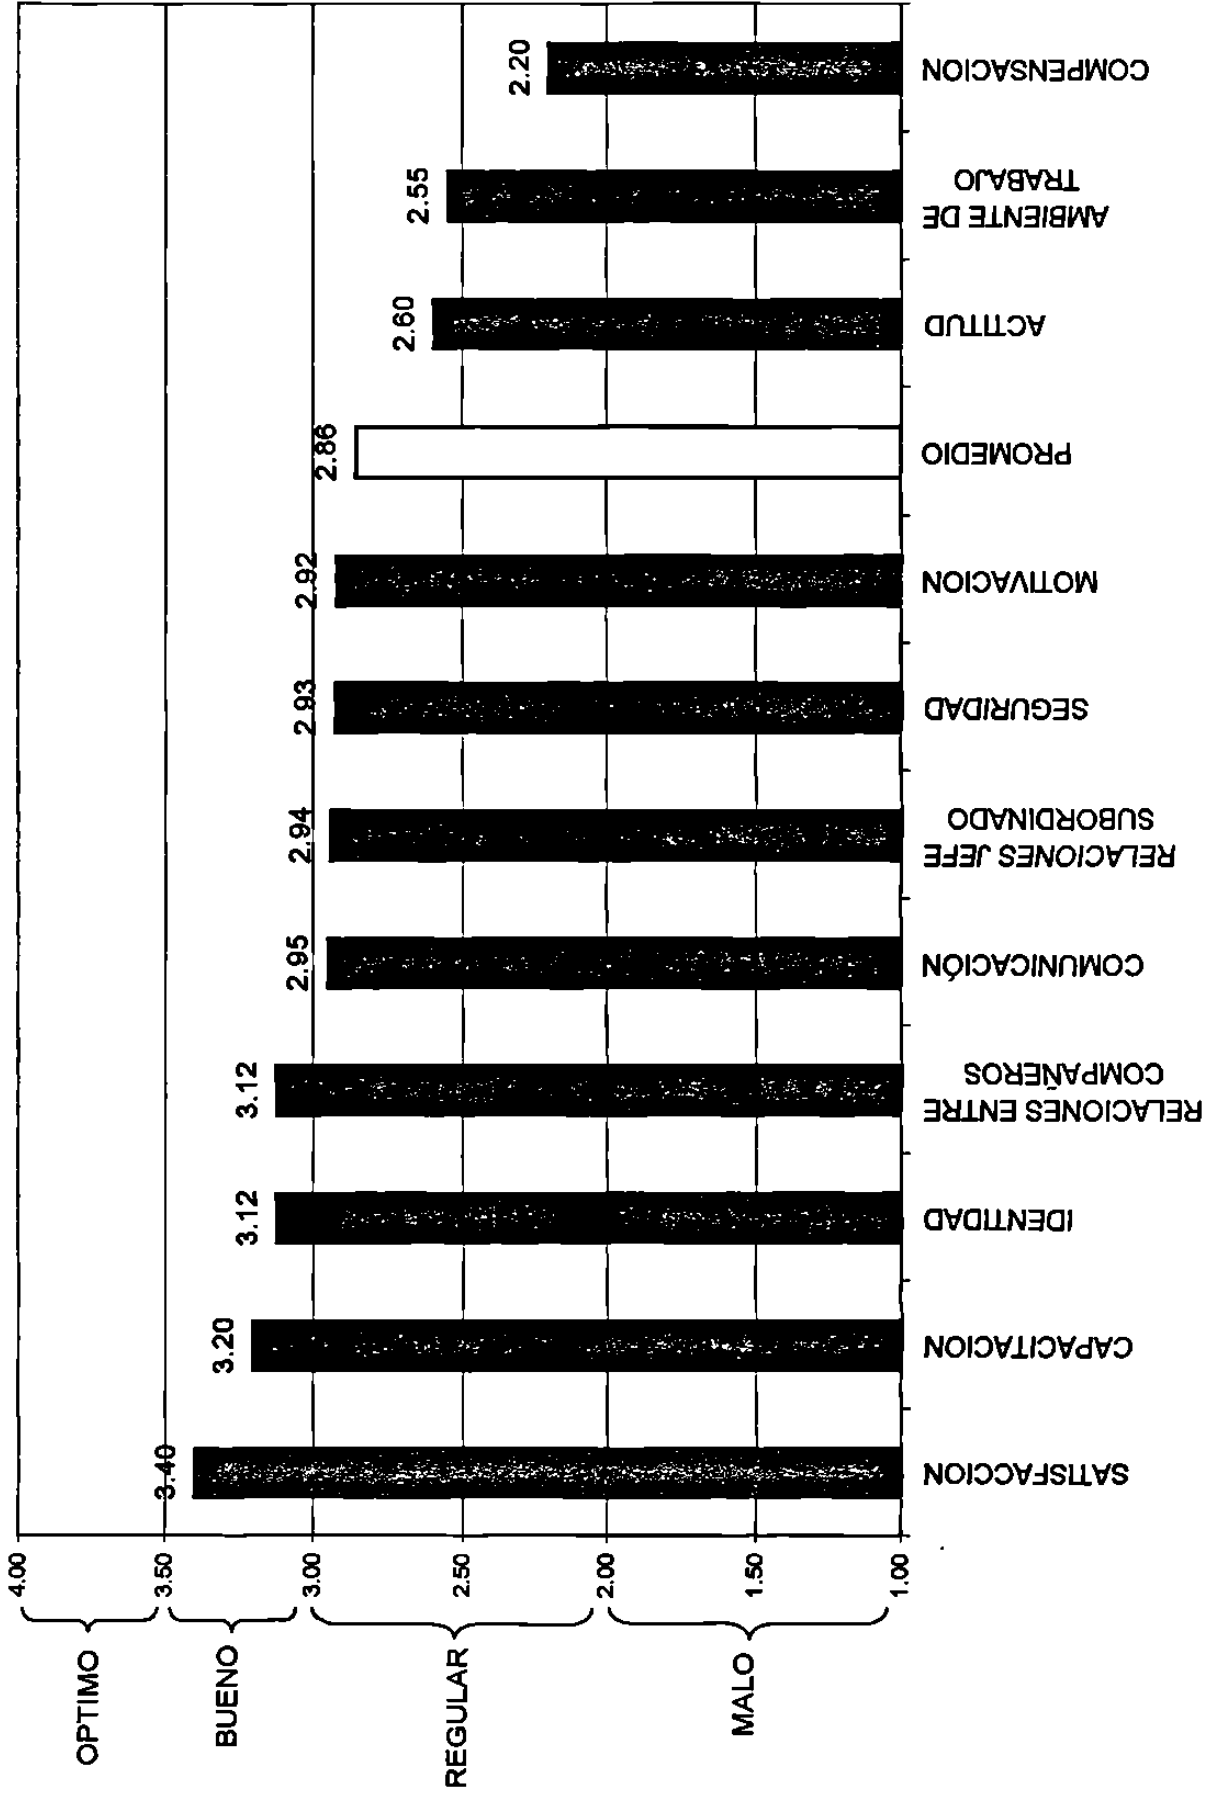 OPTIMO
BUENO
REGULAR
MALO
4.00
3.50
3.00
2.50
2.00
1.50
1.00
3.40
3.20
3.12
3.12
2.95
2.94
2.93
2.92
2.86
2.60
2.55
2.20
SATISFACCION
CAPACITACION
IDENTIDAD
RELACIONES ENTRE
COMPAÑEROS
COMUNICACIÓN
RELACIONES JEFE
SUBORDINADO
SEGURIDAD
MOTIVACION
PROMEDIO
ACTITUD
AMBIENTE DE
TRABAJO
COMPENSACION